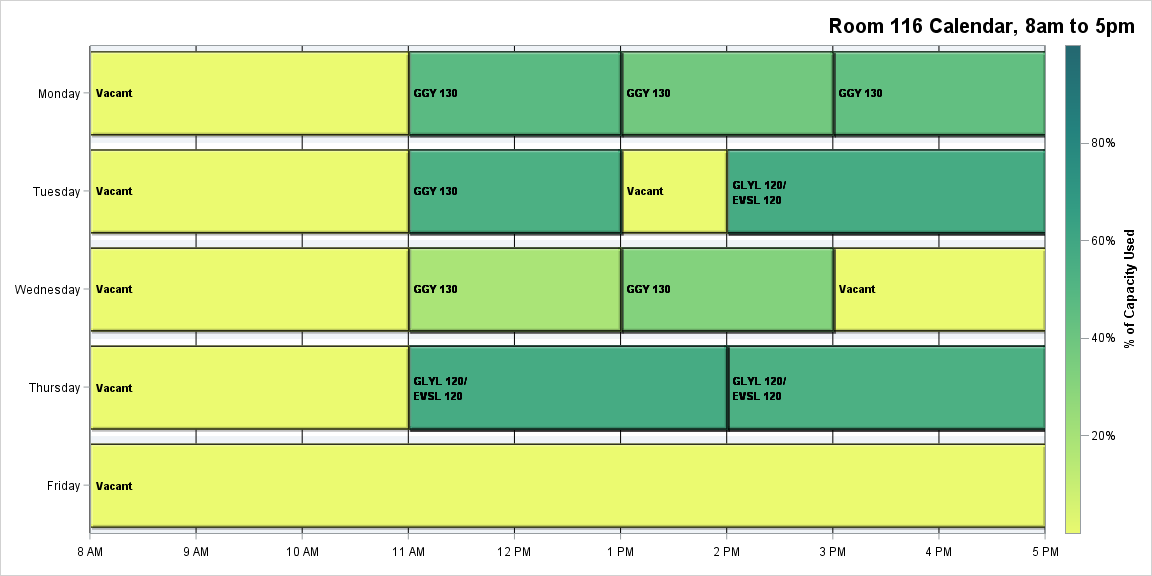 Room 116 Calendar, 8am to 5pm
Monday
Vacant
GGY 130
GGY 130
GGY 130
Tuesday
Vacant
GGY 130
Vacant
GLYL 120/
EVSL 120
Wednesday
Vacant
GGY 130
GGY 130
Vacant
Thursday
Vacant
GLYL 120/
EVSL 120
GLYL 120/
EVSL 120
Friday
Vacant
8 AM
9 AM
10 AM
11 AM
12 PM
1 PM
2 PM
3 PM
4 PM
5 PM
80%
60%
40%
20%
% of Capacity Used